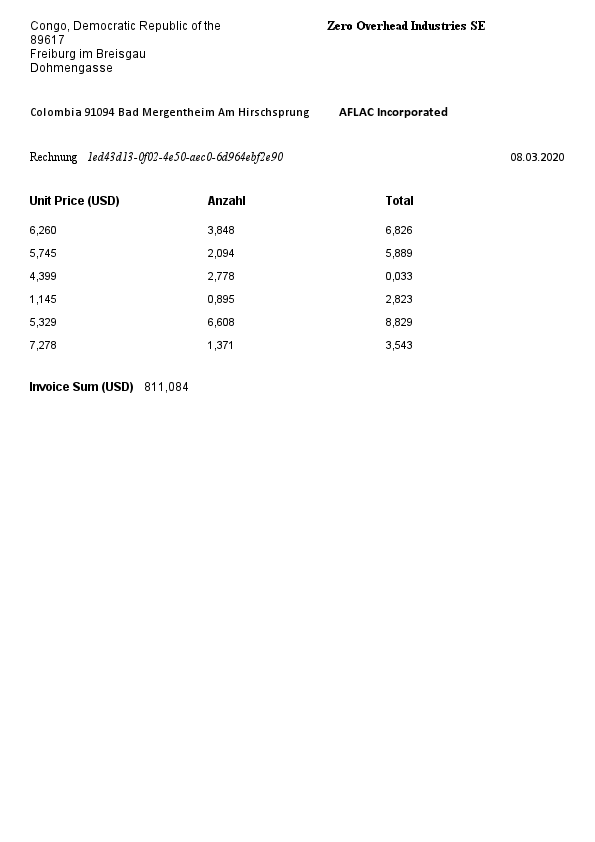 Congo, Democratic Republic of the
89617
Freiburg im Breisgau
Dohmengasse
Zero Overhead Industries SE
Colombia 91094 Bad Mergentheim Am Hirschsprung AFLAC Incorporated
Rechnung 1ed43d13-0f02-4e50-aec0-6d964ebf2e90 08.03.2020
Unit Price (USD) Anzahl Total
6,260 3,848 6,826
5,745 2,094 5,889
4,399 2,778 0,033
1,145 0,895 2,823
5,329 6,608 8,829
7,278 1,371 3,543
Invoice Sum (USD) 811,084